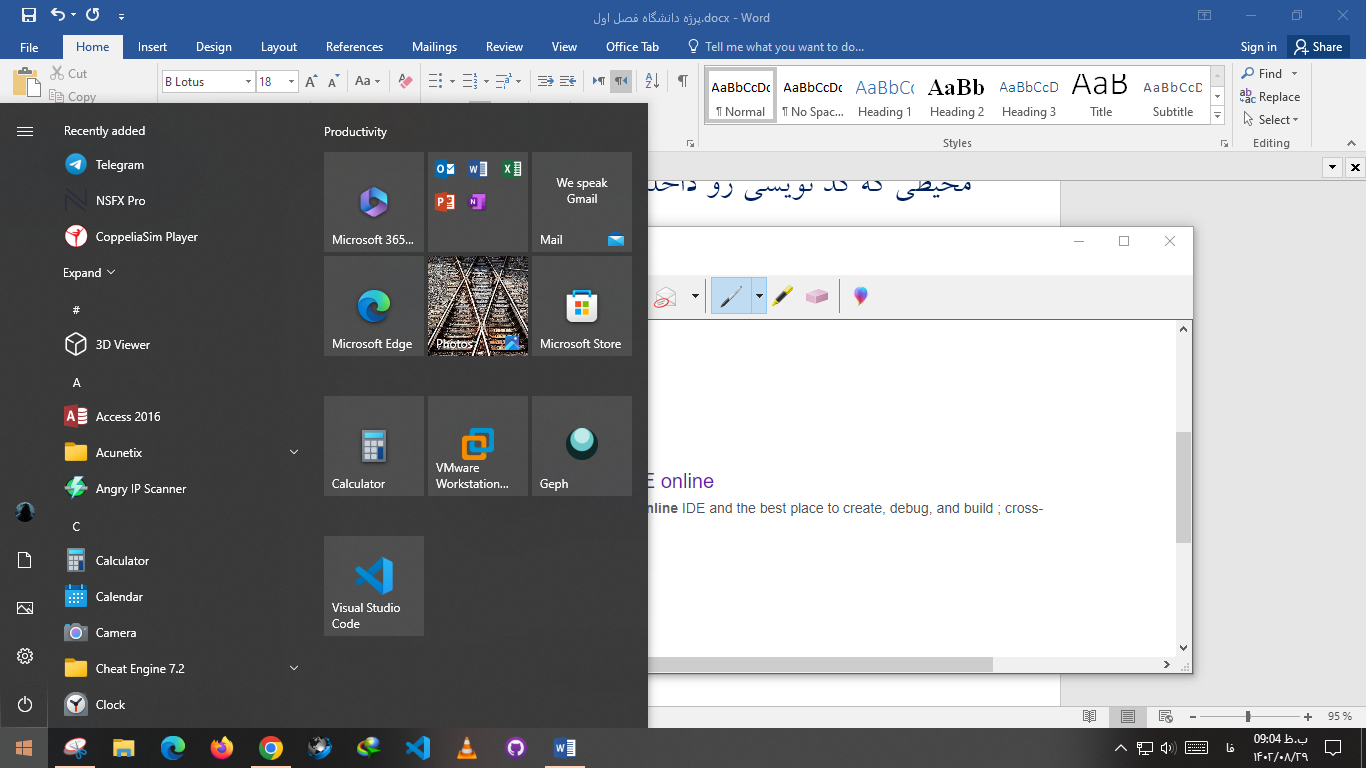 پرژه دانشگاه فصل اول.docx - Word
File Home Insert Design Layout References Mailings Review View Office Tab Tell me what you want to do... Sign in Share
Cut
Copy
B Lotus 18 Aa
AaBbCcDc AaBbCcDc AaBbCc AaBb AaBbCcD AaB AaBbCcD
¶ Normal ¶ No Spac... Heading 1 Heading 2 Heading 3 Title Subtitle
Find
Replace
Select
Styles Editing
محیطی که کد نویسی رو
Recently added
Telegram
NSFX Pro
CoppeliaSim Player
Expand
#
3D Viewer
A
Access 2016
Acunetix
Angry IP Scanner
C
Calculator
Calendar
Camera
Cheat Engine 7.2
Clock
Productivity
Microsoft 365...
We speak
Gmail
Mail
Microsoft Edge
Photos
Microsoft Store
Calculator
VMware
Workstation...
Geph
Visual Studio
Code
E online
nline IDE and the best place to create, debug, and build ; cross-
95 %
فا
09:04 ب.ظ
۱۴۰۲/۰۸/۲۹